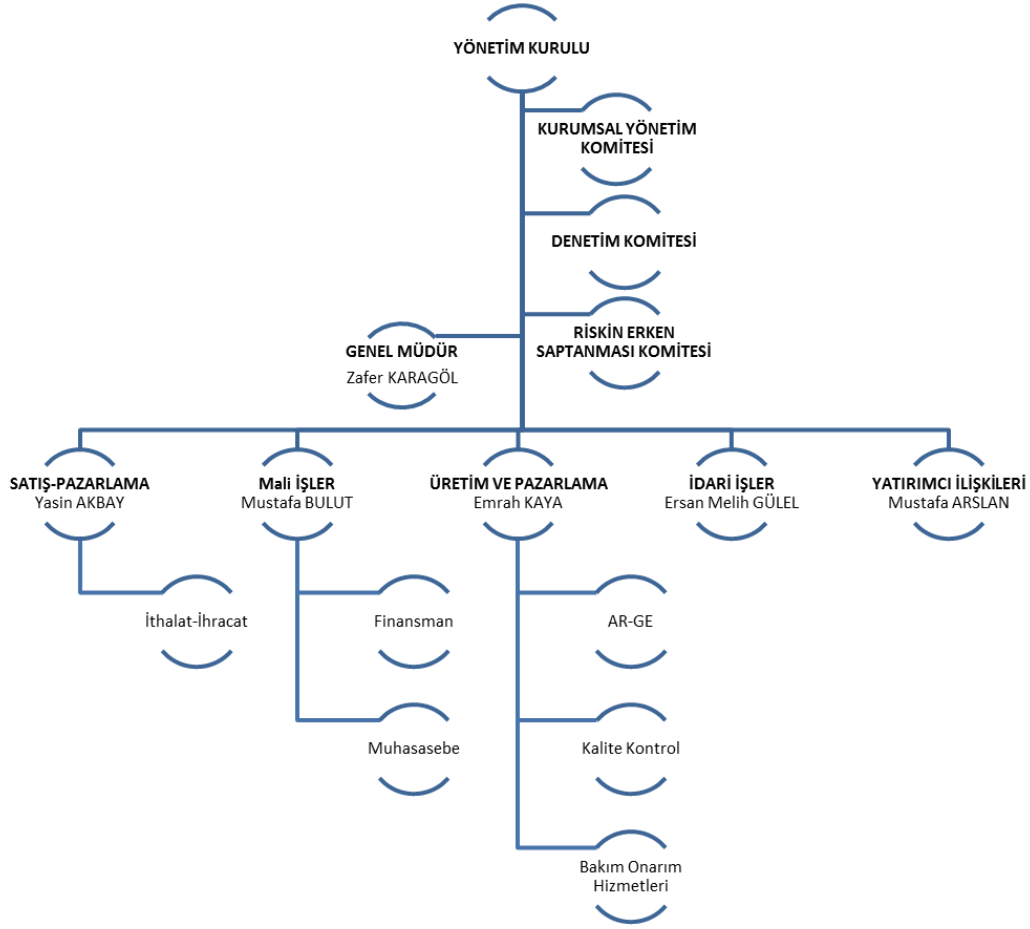 YÖNETİM KURULU
KURUMSAL YÖNETİM
KOMİTESİ
DENETİM KOMİTESİ
RİSKİN ERKEN
SAPTANMASI KOMİTESİ
GENEL MÜDÜR
Zafer KARAGÖL
SATIŞ-PAZARLAMA
Yasin AKBAY
Mali İŞLER
Mustafa BULUT
ÜRETİM VE PAZARLAMA
Emrah KAYA
İDARİ İŞLER
Ersan Melih GÜLEL
YATIRIMCI İLİŞKİLERİ
Mustafa ARSLAN
İthalat-İhracat
Finansman
AR-GE
Muhasasebe
Kalite Kontrol
Bakım Onarım
Hizmetleri